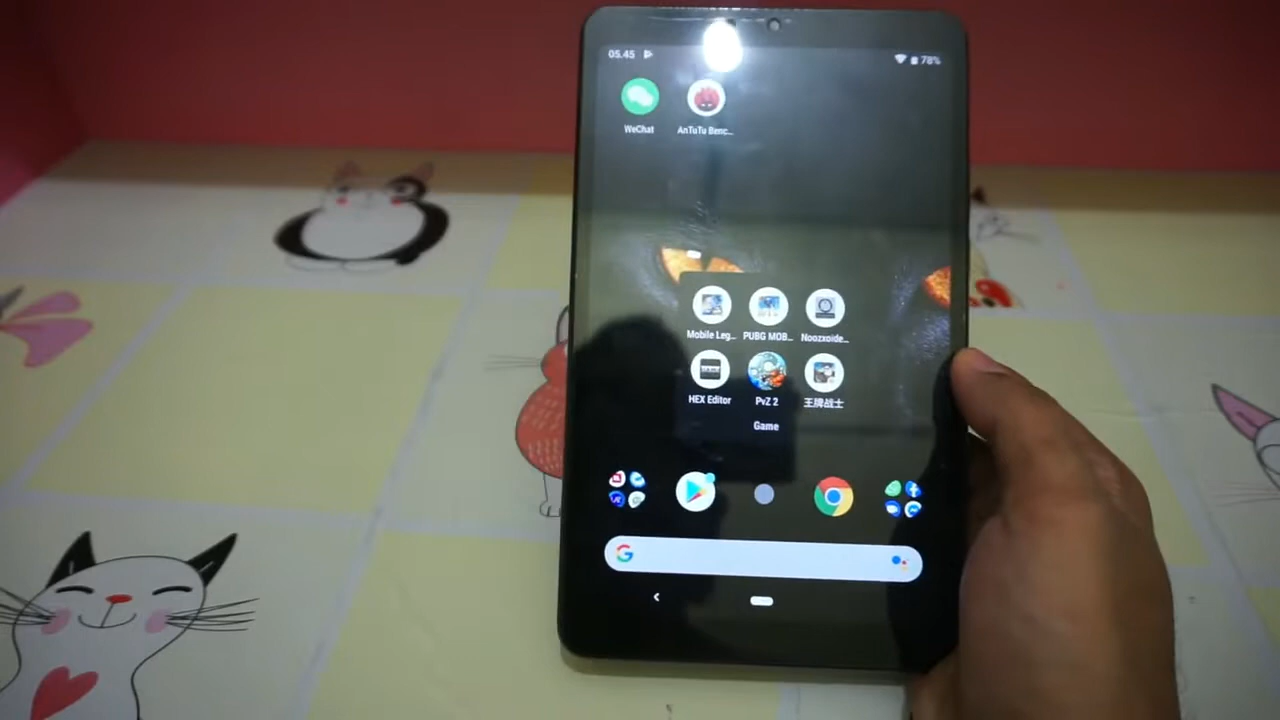 05.45
78%
WeChat
AnTuTu Benc...
Mobile Leg...
PUBG MOB...
Noozxoide...
HEX Editor
PvZ 2
王牌战士
Game
G